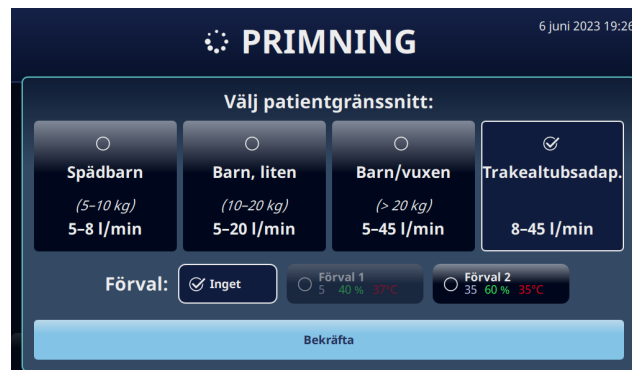 6 juni 2023 19:26
PRIMNING
Välj patientgränssnitt:
Spädbarn
(5–10 kg)
5–8 l/min
Barn, liten
(10–20 kg)
5–20 l/min
Barn/vuxen
(> 20 kg)
5–45 l/min
Trakealtubsadap.
8–45 l/min
Förval:
Inget
Förval 1
5 40 % 37°C
Förval 2
35 60 % 35°C
Bekräfta